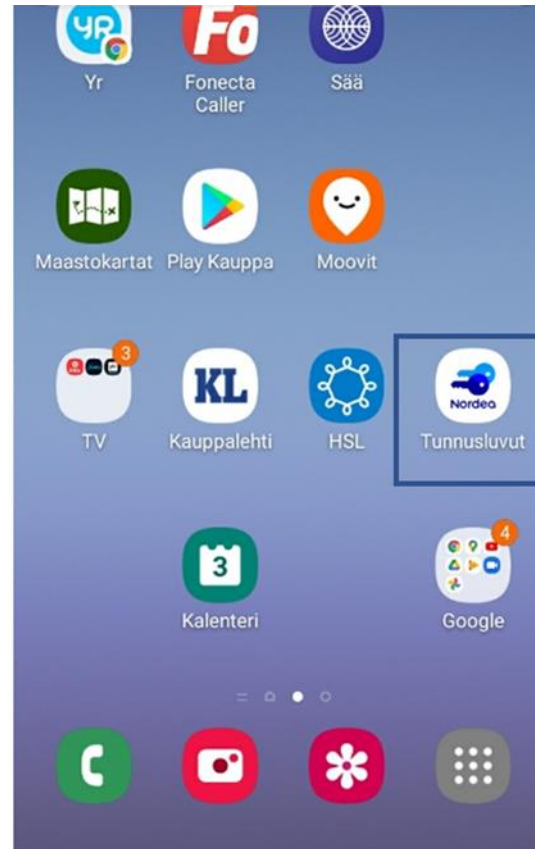 YR
Fo
Yr
Fonecta
Caller
Sää
Maastokartat
Play Kauppa
Moovit
3
KL
Nordea
TV
Kauppalehti
HSL
Tunnusluvut
3
4
Kalenteri
Google